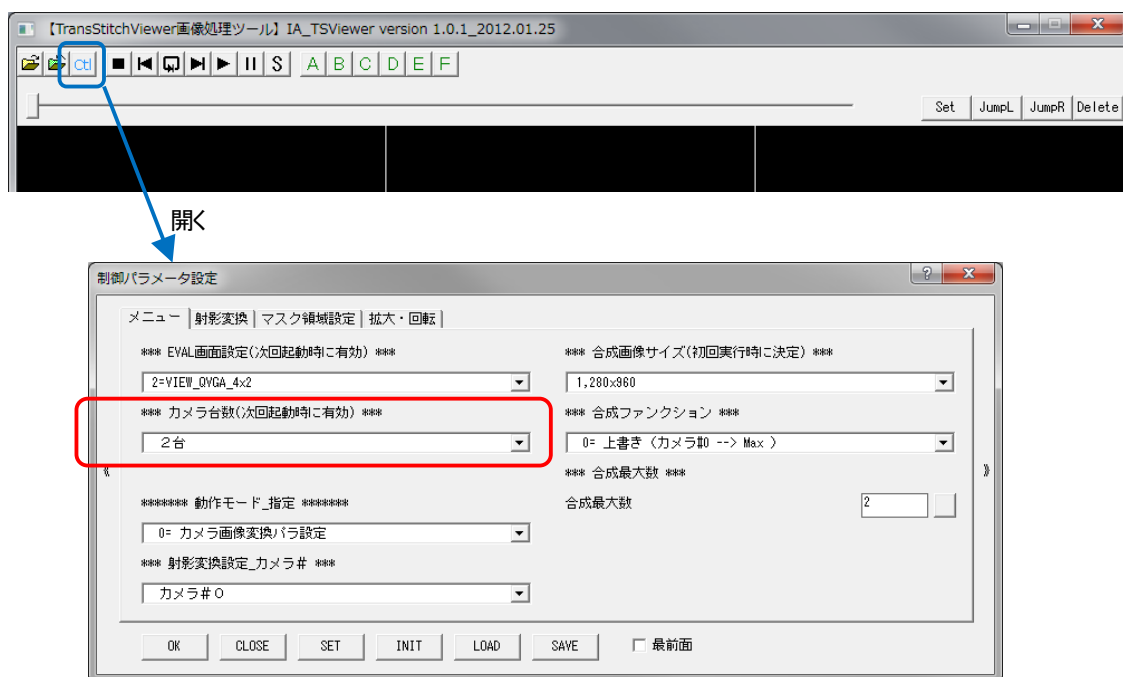 【TransStitchViewer画像処理ツール】IA_TSViewer version 1.0.1_2012.01.25
Ctl S A B C D E F
Set JumpL JumpR Delete
開く
制御パラメータ設定
メニュー 射影変換 マスク領域設定 拡大・回転
*** EVAL画面設定(次回起動時に有効) ***
2=VIEW_QVGA_4x2
*** カメラ台数(次回起動時に有効) ***
2台
******* 動作モード_指定 *******
0= カメラ画像変換パラ設定
*** 射影変換設定_カメラ# ***
カメラ#0
*** 合成画像サイズ(初回実行時に決定) ***
1,280x960
*** 合成ファンクション ***
0= 上書き (カメラ#0 --> Max )
*** 合成最大数 ***
合成最大数 2
《 》
OK CLOSE SET INIT LOAD SAVE 最前面